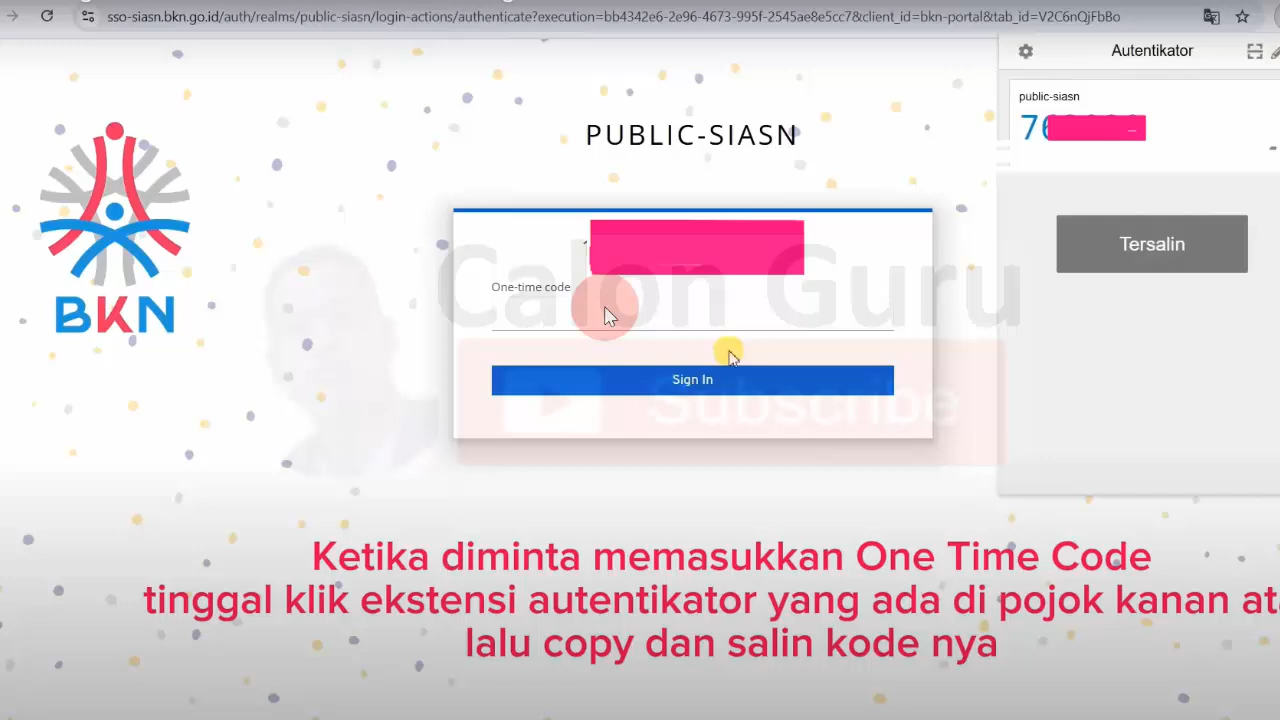 sso-siasn.bkn.go.id/auth/realms/public-siasn/login-actions/authenticate?execution=bb4342e6-2e96-4673-995f-2545ae8e5cc7&client_id=bkn-portal&tab_id=V2C6nQjFbBo
Autentikator
public-siasn
Tersalin
BKN
PUBLIC-SIASN
Calon Guru
One-time code
Sign In
Subscribe
Ketika diminta memasukkan One Time Code
tinggal klik ekstensi autentikator yang ada di pojok kanan
lalu copy dan salin kode nya